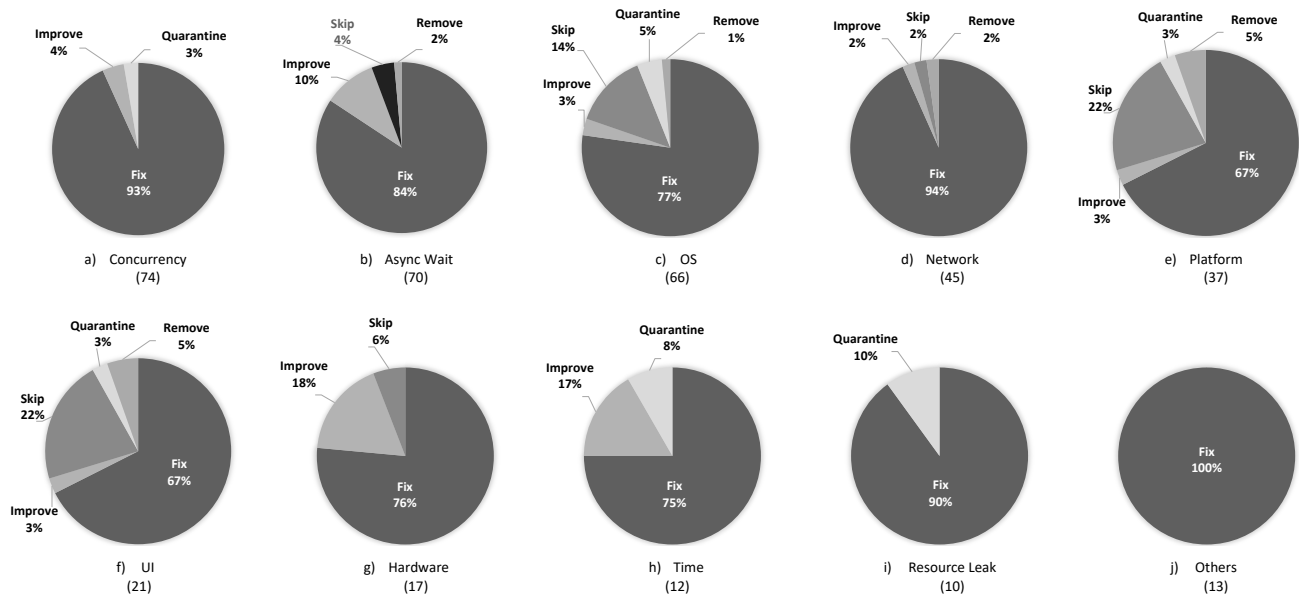 Improve
4%
Quarantine
3%
Fix
93%
a) Concurrency
(74)
Skip
4%
Remove
2%
Improve
10%
Fix
84%
b) Async Wait
(70)
Quarantine
5%
Remove
1%
Skip
14%
Improve
3%
Fix
77%
c) OS
(66)
Improve
2%
Skip
2%
Remove
2%
Fix
94%
d) Network
(45)
Quarantine
3%
Remove
5%
Skip
22%
Improve
3%
Fix
67%
e) Platform
(37)
Quarantine
3%
Remove
5%
Skip
22%
Improve
3%
Fix
67%
f) UI
(21)
Skip
6%
Improve
18%
Fix
76%
g) Hardware
(17)
Quarantine
8%
Improve
17%
Fix
75%
h) Time
(12)
Quarantine
10%
Fix
90%
i) Resource Leak
(10)
Fix
100%
j) Others
(13)